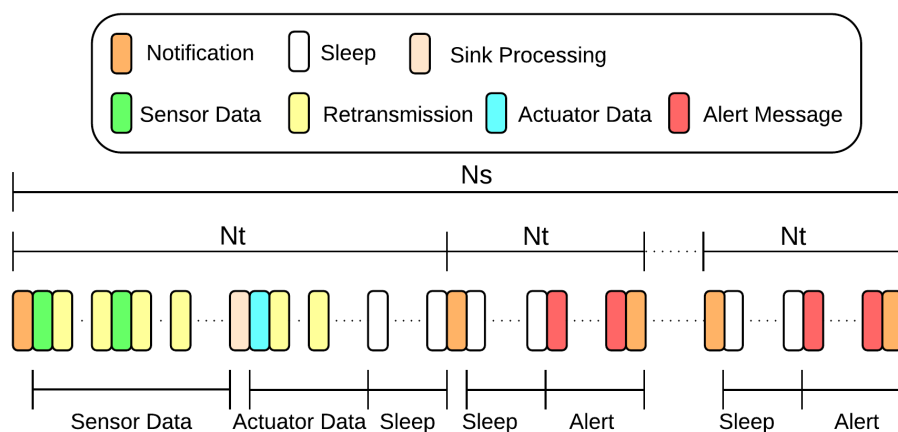 Notification Sleep Sink Processing
Sensor Data Retransmission Actuator Data Alert Message
Ns
Nt Nt Nt
Sensor Data Actuator Data Sleep Sleep Alert Sleep Alert